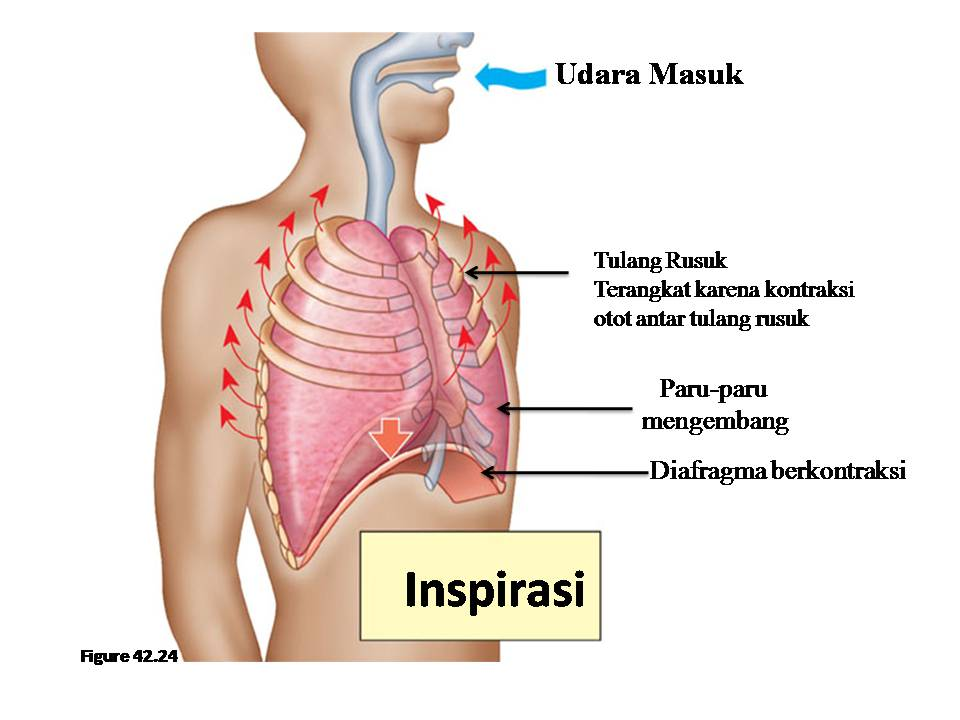 Udara Masuk
Tulang Rusuk
Terangkat karena kontraksi
otot antar tulang rusuk
Paru-paru
mengembang
Diafragma berkontraksi
Inspirasi
Figure 42.24